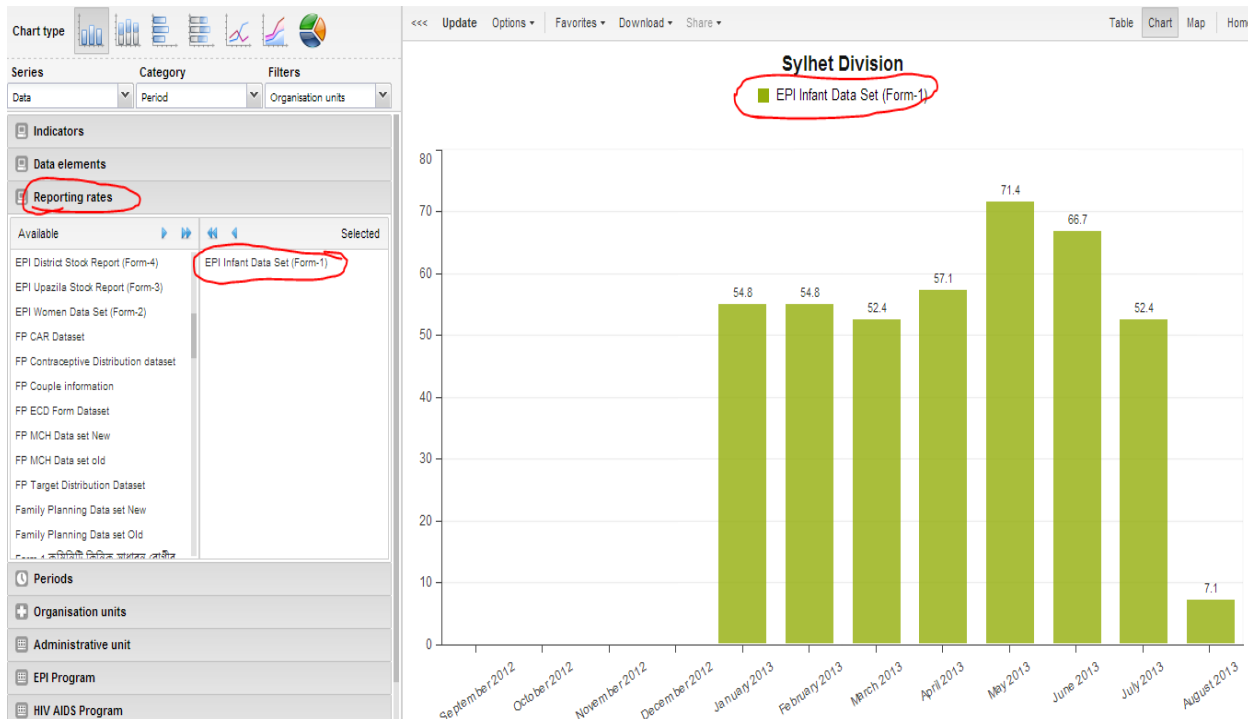 Chart type
Series Category Filters
Data Period Organisation units
Indicators
Data elements
Reporting rates
Available Selected
EPI District Stock Report (Form-4)
EPI Infant Data Set (Form-1)
EPI Upazila Stock Report (Form-3)
EPI Women Data Set (Form-2)
FP CAR Dataset
FP Contraceptive Distribution dataset
FP Couple information
FP ECD Form Dataset
FP MCH Data set New
FP MCH Data set old
FP Target Distribution Dataset
Family Planning Data set New
Family Planning Data set Old
Periods
Organisation units
Administrative unit
EPI Program
HIV AIDS Program
<<< Update Options Favorites Download Share Table Chart Map Hom
Sylhet Division
EPI Infant Data Set (Form-1)
80
70
60
50
40
30
20
10
0
54.8
54.8
52.4
57.1
71.4
66.7
52.4
7.1
September 2012
October 2012
November 2012
December 2012
January 2013
February 2013
March 2013
April 2013
May 2013
June 2013
July 2013
August 2013